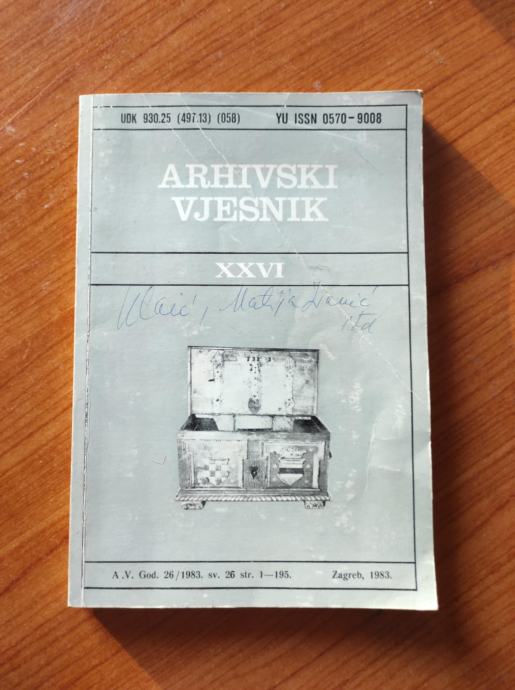 UDK 930.25 (497.13) (058) YU ISSN 0570-9008
ARHIVSKI
VJESNIK
XXVI
Klaić, Matija Ivanić
itd
A.V. God. 26/1983. sv. 26 str. 1—195. Zagreb, 1983.